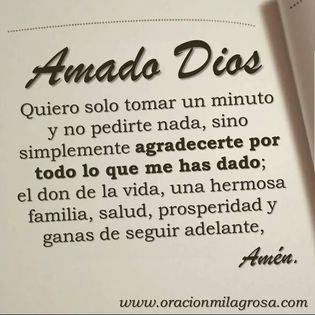 Amado Dios
Quiero solo tomar un minuto
y no pedirte nada, sino
simplemente agradecerte por
todo lo que me has dado;
el don de la vida, una hermosa
familia, salud, prosperidad y
ganas de seguir adelante,
Amén.
www.oracionmilagrosa.com